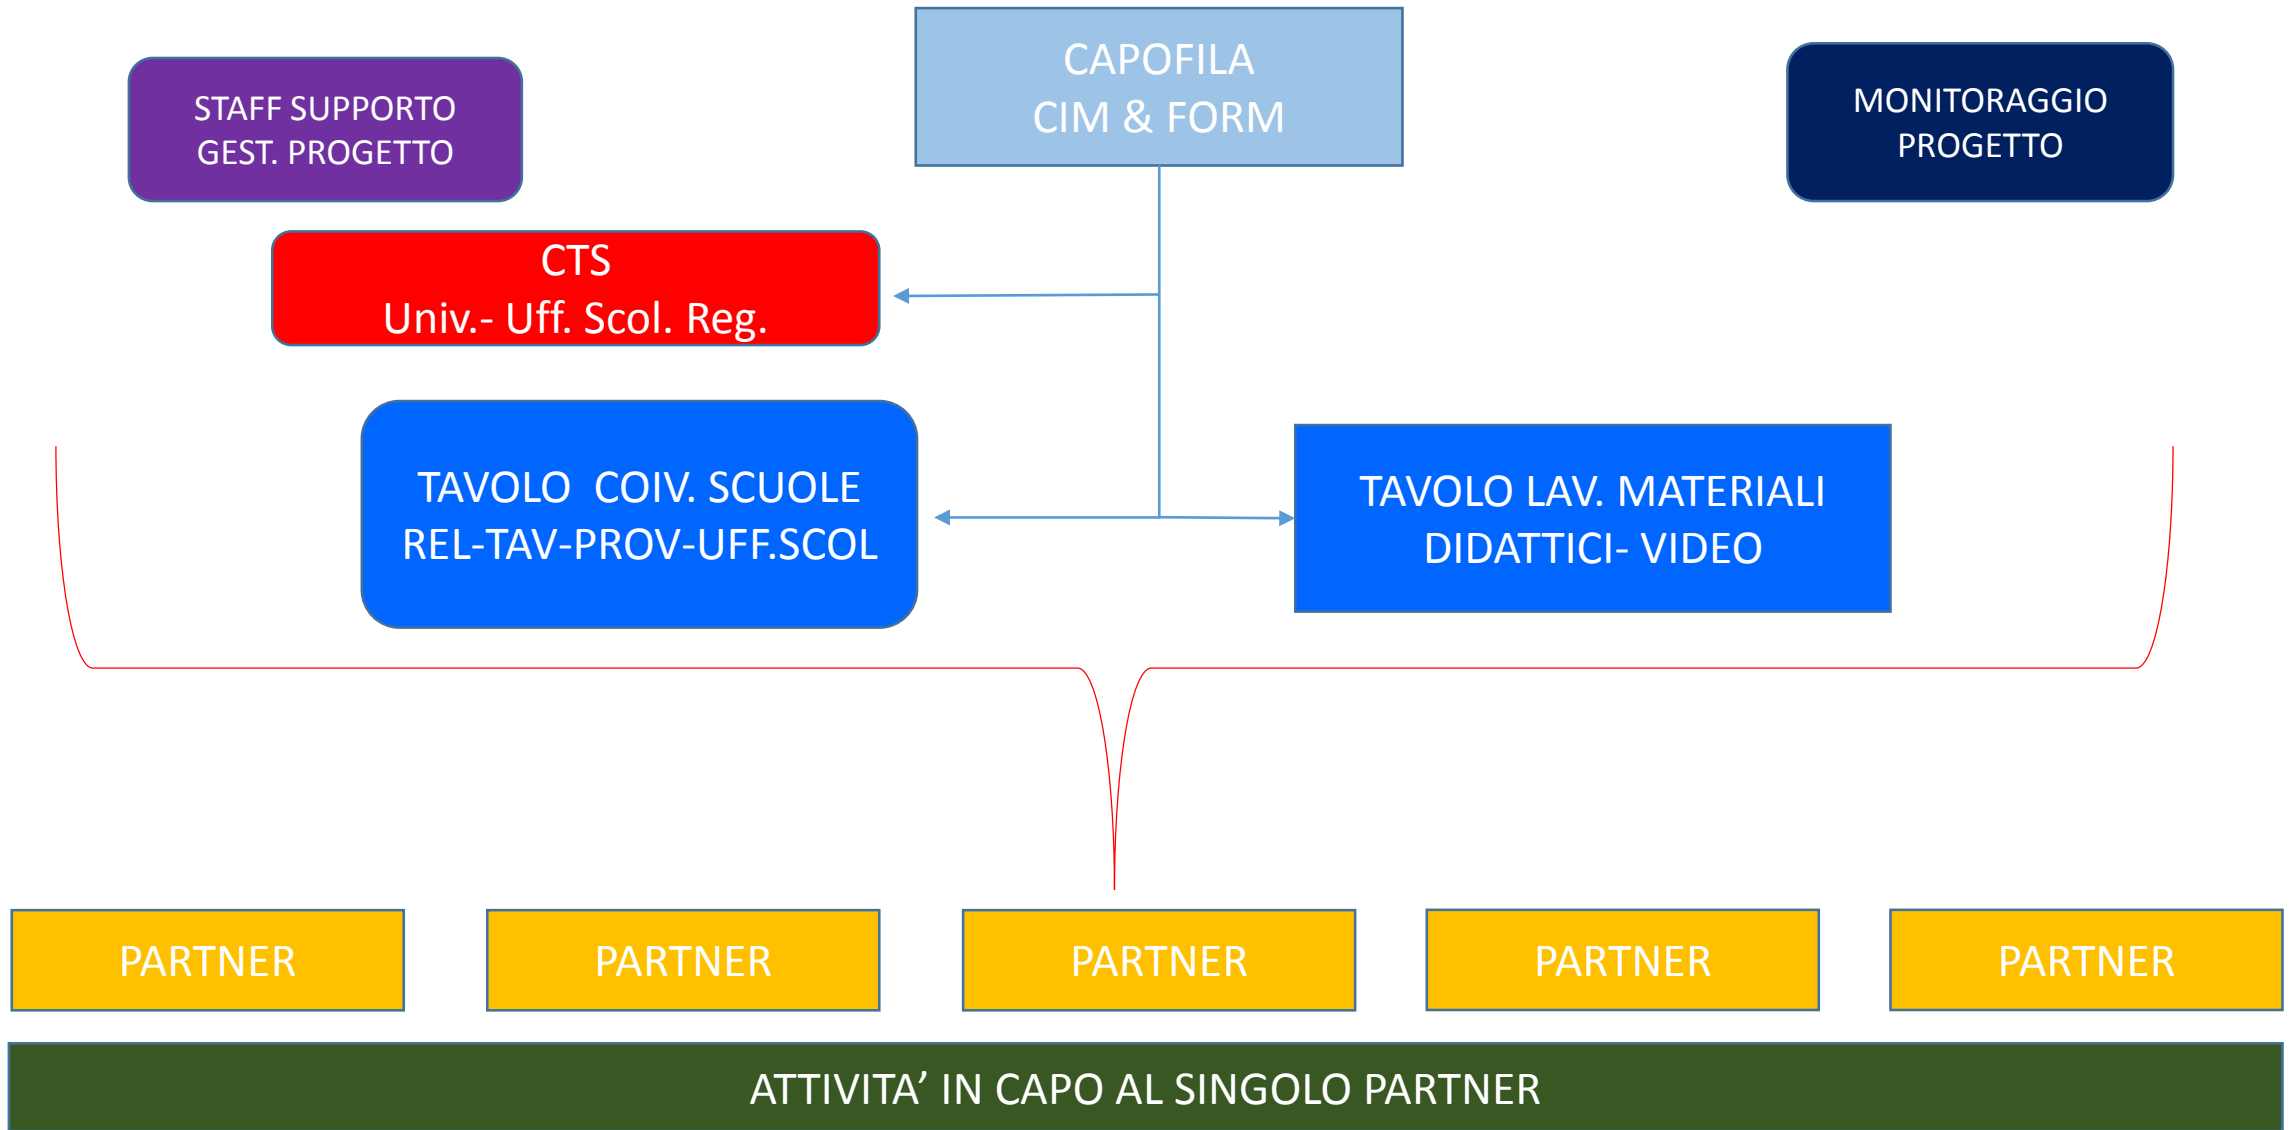 CAPOFILA
CIM & FORM
STAFF SUPPORTO
GEST. PROGETTO
MONITORAGGIO
PROGETTO
CTS
Univ.- Uff. Scol. Reg.
TAVOLO  COIV. SCUOLE
REL-TAV-PROV-UFF.SCOL
TAVOLO LAV. MATERIALI
DIDATTICI- VIDEO
PARTNER
PARTNER
PARTNER
PARTNER
PARTNER
ATTIVITA’ IN CAPO AL SINGOLO PARTNER